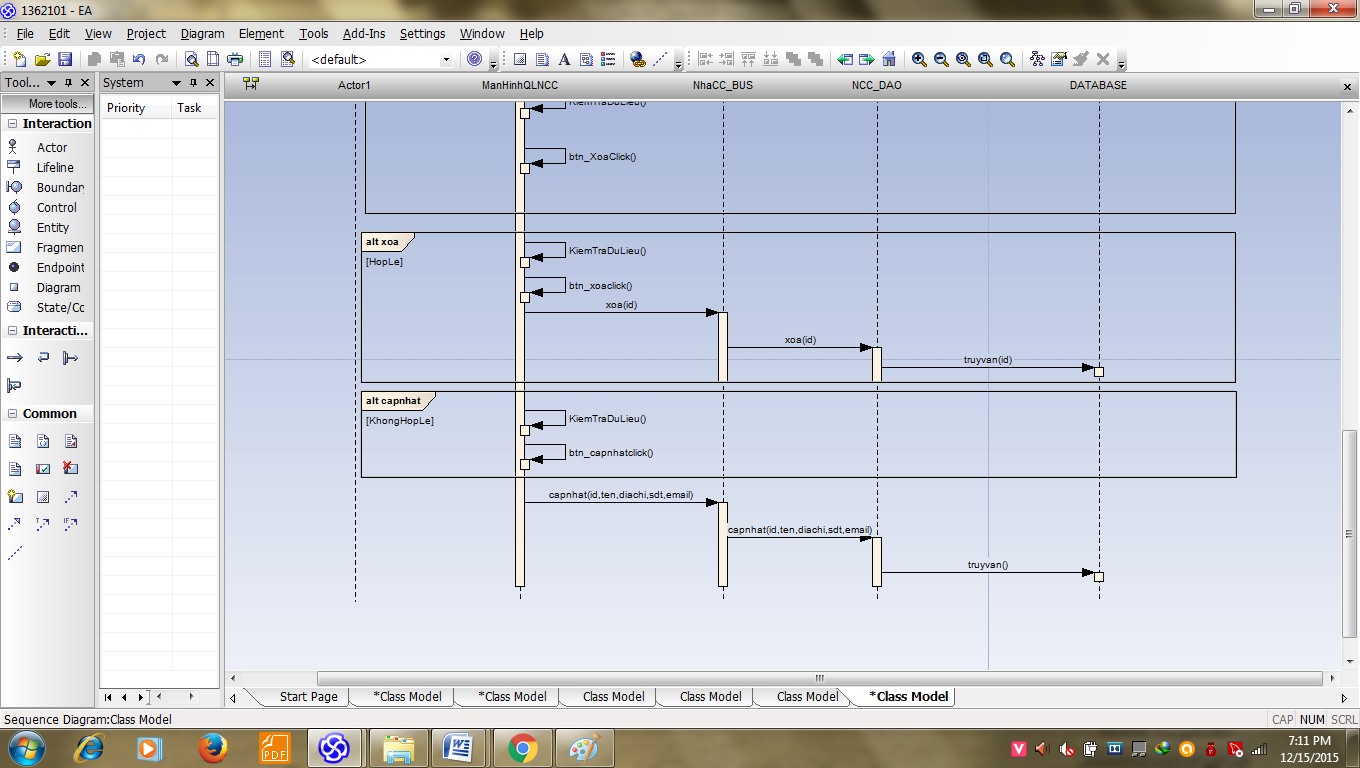 1362101 - EA
File Edit View Project Diagram Element Tools Add-Ins Settings Window Help
<default>
Tool...
System
Actor1 ManHinhQLNCC NhaCC_BUS NCC_DAO DATABASE
More tools...
Priority Task
Interaction
Actor
Lifeline
Boundar
Control
Entity
Fragmen
Endpoint
Diagram
State/Co
Interacti...
Common
KiemTraDuLieu()
btn_XoaClick()
alt xoa
[HopLe]
KiemTraDuLieu()
btn_xoaclick()
xoa(id)
xoa(id)
truyvan(id)
alt capnhat
[KhongHopLe]
KiemTraDuLieu()
btn_capnhatclick()
capnhat(id,ten,diachi,sdt,email)
capnhat(id,ten,diachi,sdt,email)
truyvan()
Start Page *Class Model *Class Model Class Model Class Model Class Model *Class Model
Sequence Diagram:Class Model
CAP NUM SCRL
PDF
7:11 PM
12/15/2015